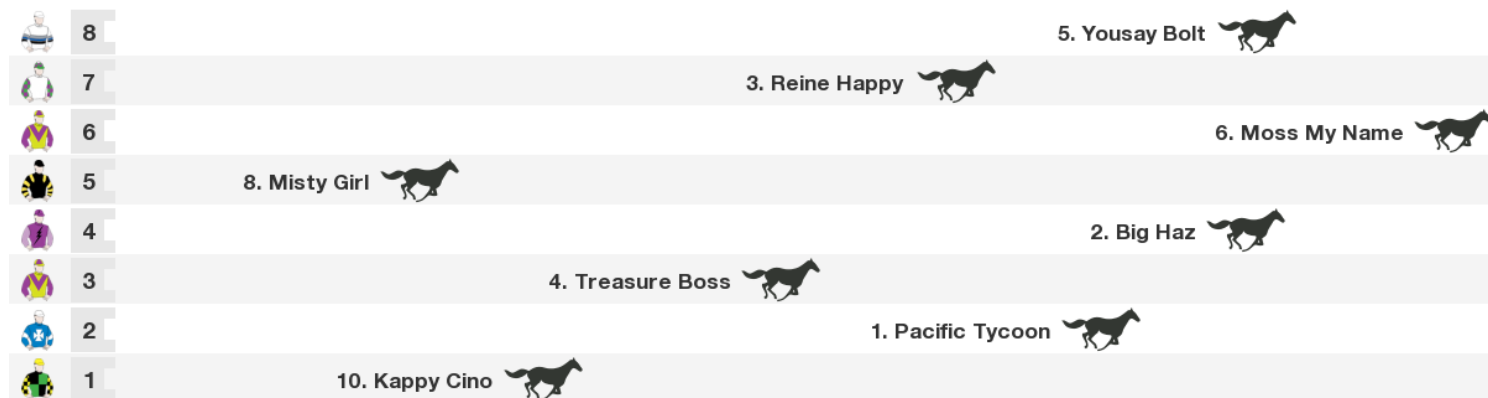 8 5. Yousay Bolt
7 3. Reine Happy
6 6. Moss My Name
5 8. Misty Girl
4 2. Big Haz
3 4. Treasure Boss
2 1. Pacific Tycoon
1 10. Kappy Cino